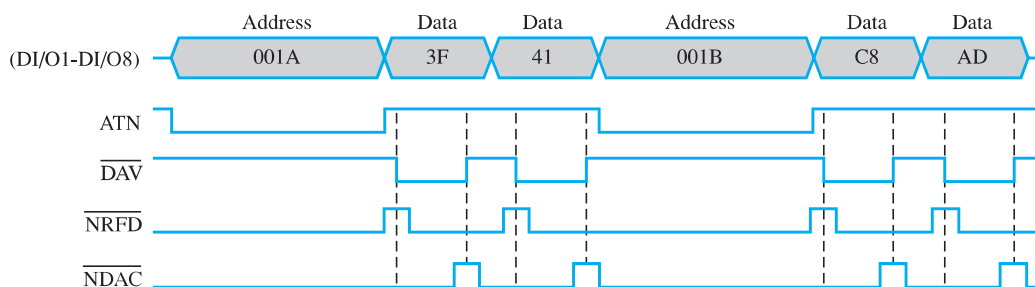 Address Data Data Address Data Data
(DI/O1-DI/O8) 001A 3F 41 001B C8 AD
ATN
DAV
NRFD
NDAC